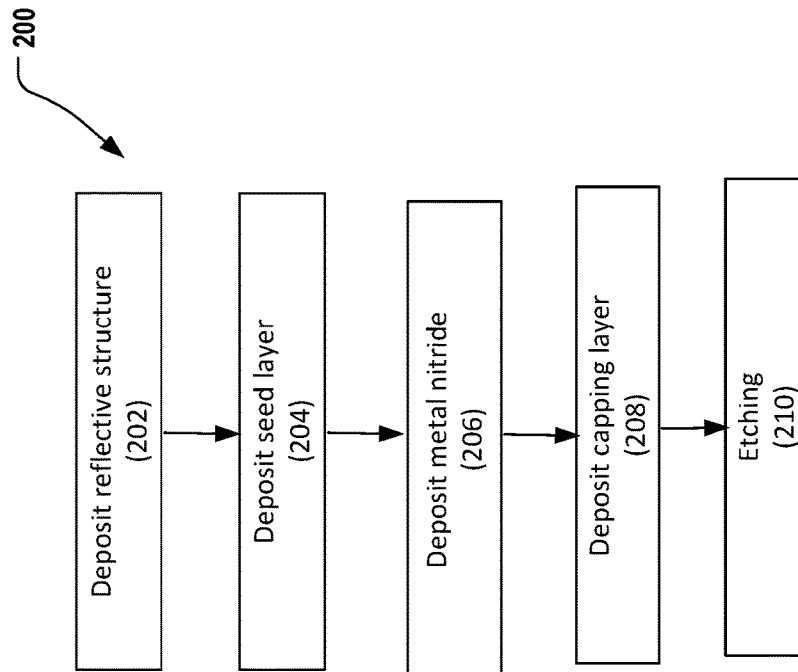 200
Deposit reflective structure
(202)
Deposit seed layer
(204)
Deposit metal nitride
(206)
Deposit capping layer
(208)
Etching
(210)